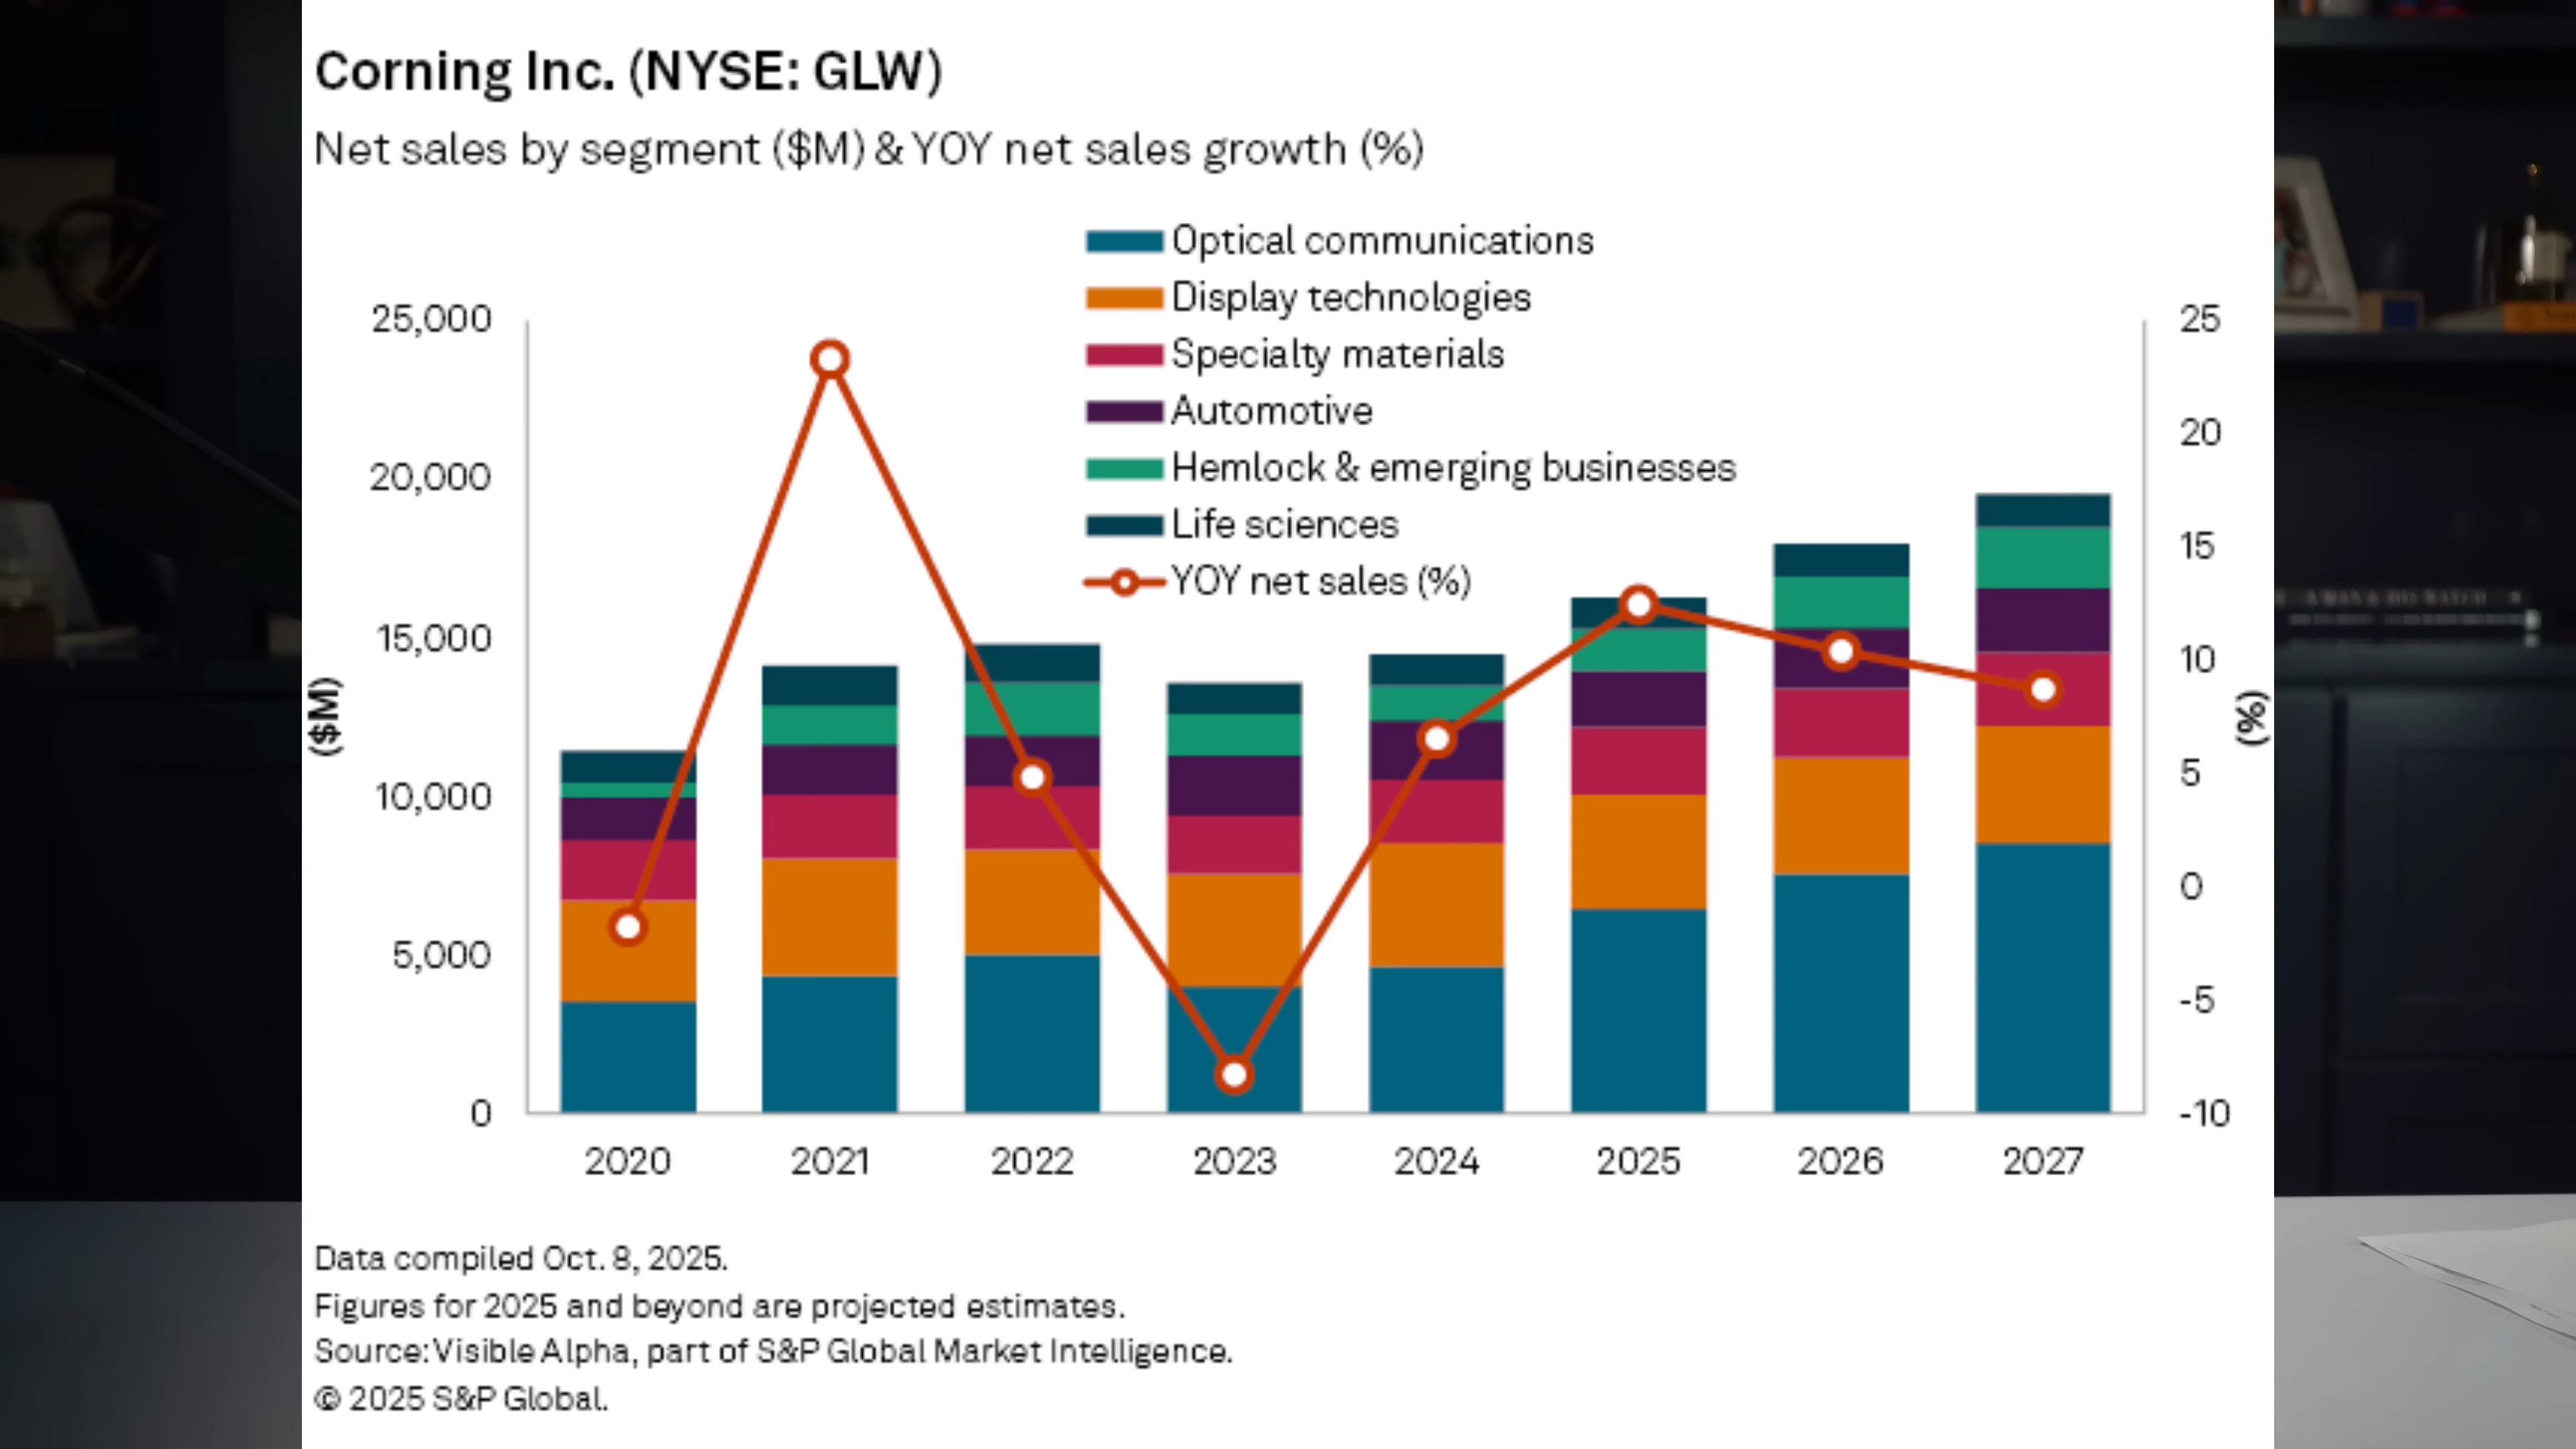 Corning Inc. (NYSE: GLW)
Net sales by segment ($M) & YOY net sales growth (%)
Optical communications
Display technologies
Specialty materials
Automotive
Hemlock & emerging businesses
Life sciences
YOY net sales (%)
25,000
20,000
15,000
10,000
5,000
0
($M)
25
20
15
10
5
0
-5
-10
(%)
2020 2021 2022 2023 2024 2025 2026 2027
Data compiled Oct. 8, 2025.
Figures for 2025 and beyond are projected estimates.
Source: Visible Alpha, part of S&P Global Market Intelligence.
© 2025 S&P Global.
A MAN & HIS WATCH